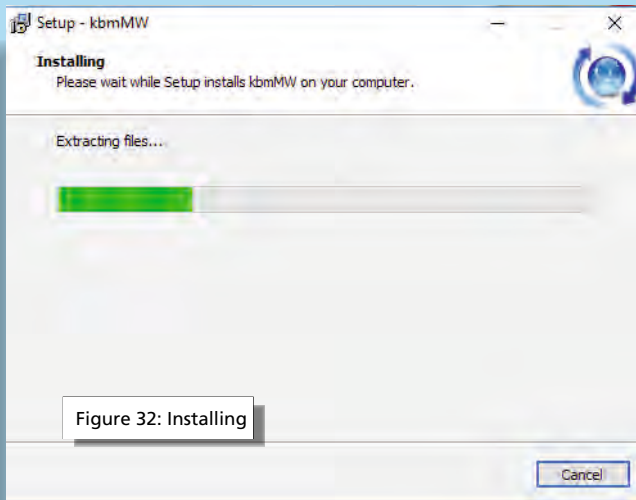 Setup - kbmMW
Installing
Please wait while Setup installs kbmMW on your computer.
Extracting files...
Figure 32: Installing
Cancel